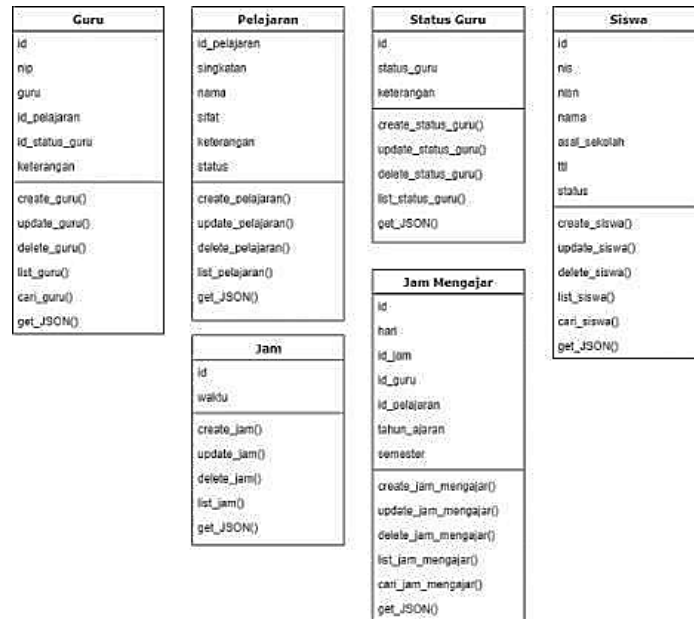 Guru
id
nip
guru
id_pelajaran
id_status_guru
keterangan
create_guru()
update_guru()
delete_guru()
list_guru()
cari_guru()
get_JSON()
Pelajaran
id_pelajaran
singkatan
nama
sifat
keterangan
status
create_pelajaran()
update_pelajaran()
delete_pelajaran()
list_pelajaran()
get_JSON()
Jam
id
waktu
create_jam()
update_jam()
delete_jam()
list_jam()
get_JSON()
Status Guru
id
status_guru
keterangan
create_status_guru()
update_status_guru()
delete_status_guru()
list_status_guru()
get_JSON()
Jam Mengajar
id
hari
id_jam
id_guru
id_pelajaran
tahun_ajaran
semester
create_jam_mengajar()
update_jam_mengajar()
delete_jam_mengajar()
list_jam_mengajar()
cari_jam_mengajar()
get_JSON()
Siswa
id
nis
nisn
nama
asal_sekolah
ttl
status
create_siswa()
update_siswa()
delete_siswa()
list_siswa()
cari_siswa()
get_JSON()